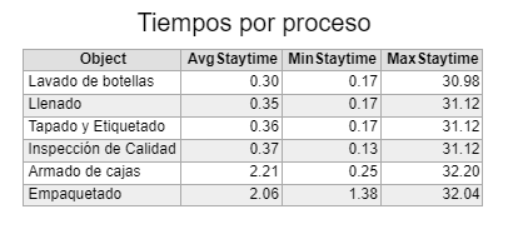 Tiempos por proceso
Object Avg Staytime Min Staytime Max Staytime
Lavado de botellas 0.30 0.17 30.98
Llenado 0.35 0.17 31.12
Tapado y Etiquetado 0.36 0.17 31.12
Inspección de Calidad 0.37 0.13 31.12
Armado de cajas 2.21 0.25 32.20
Empaquetado 2.06 1.38 32.04